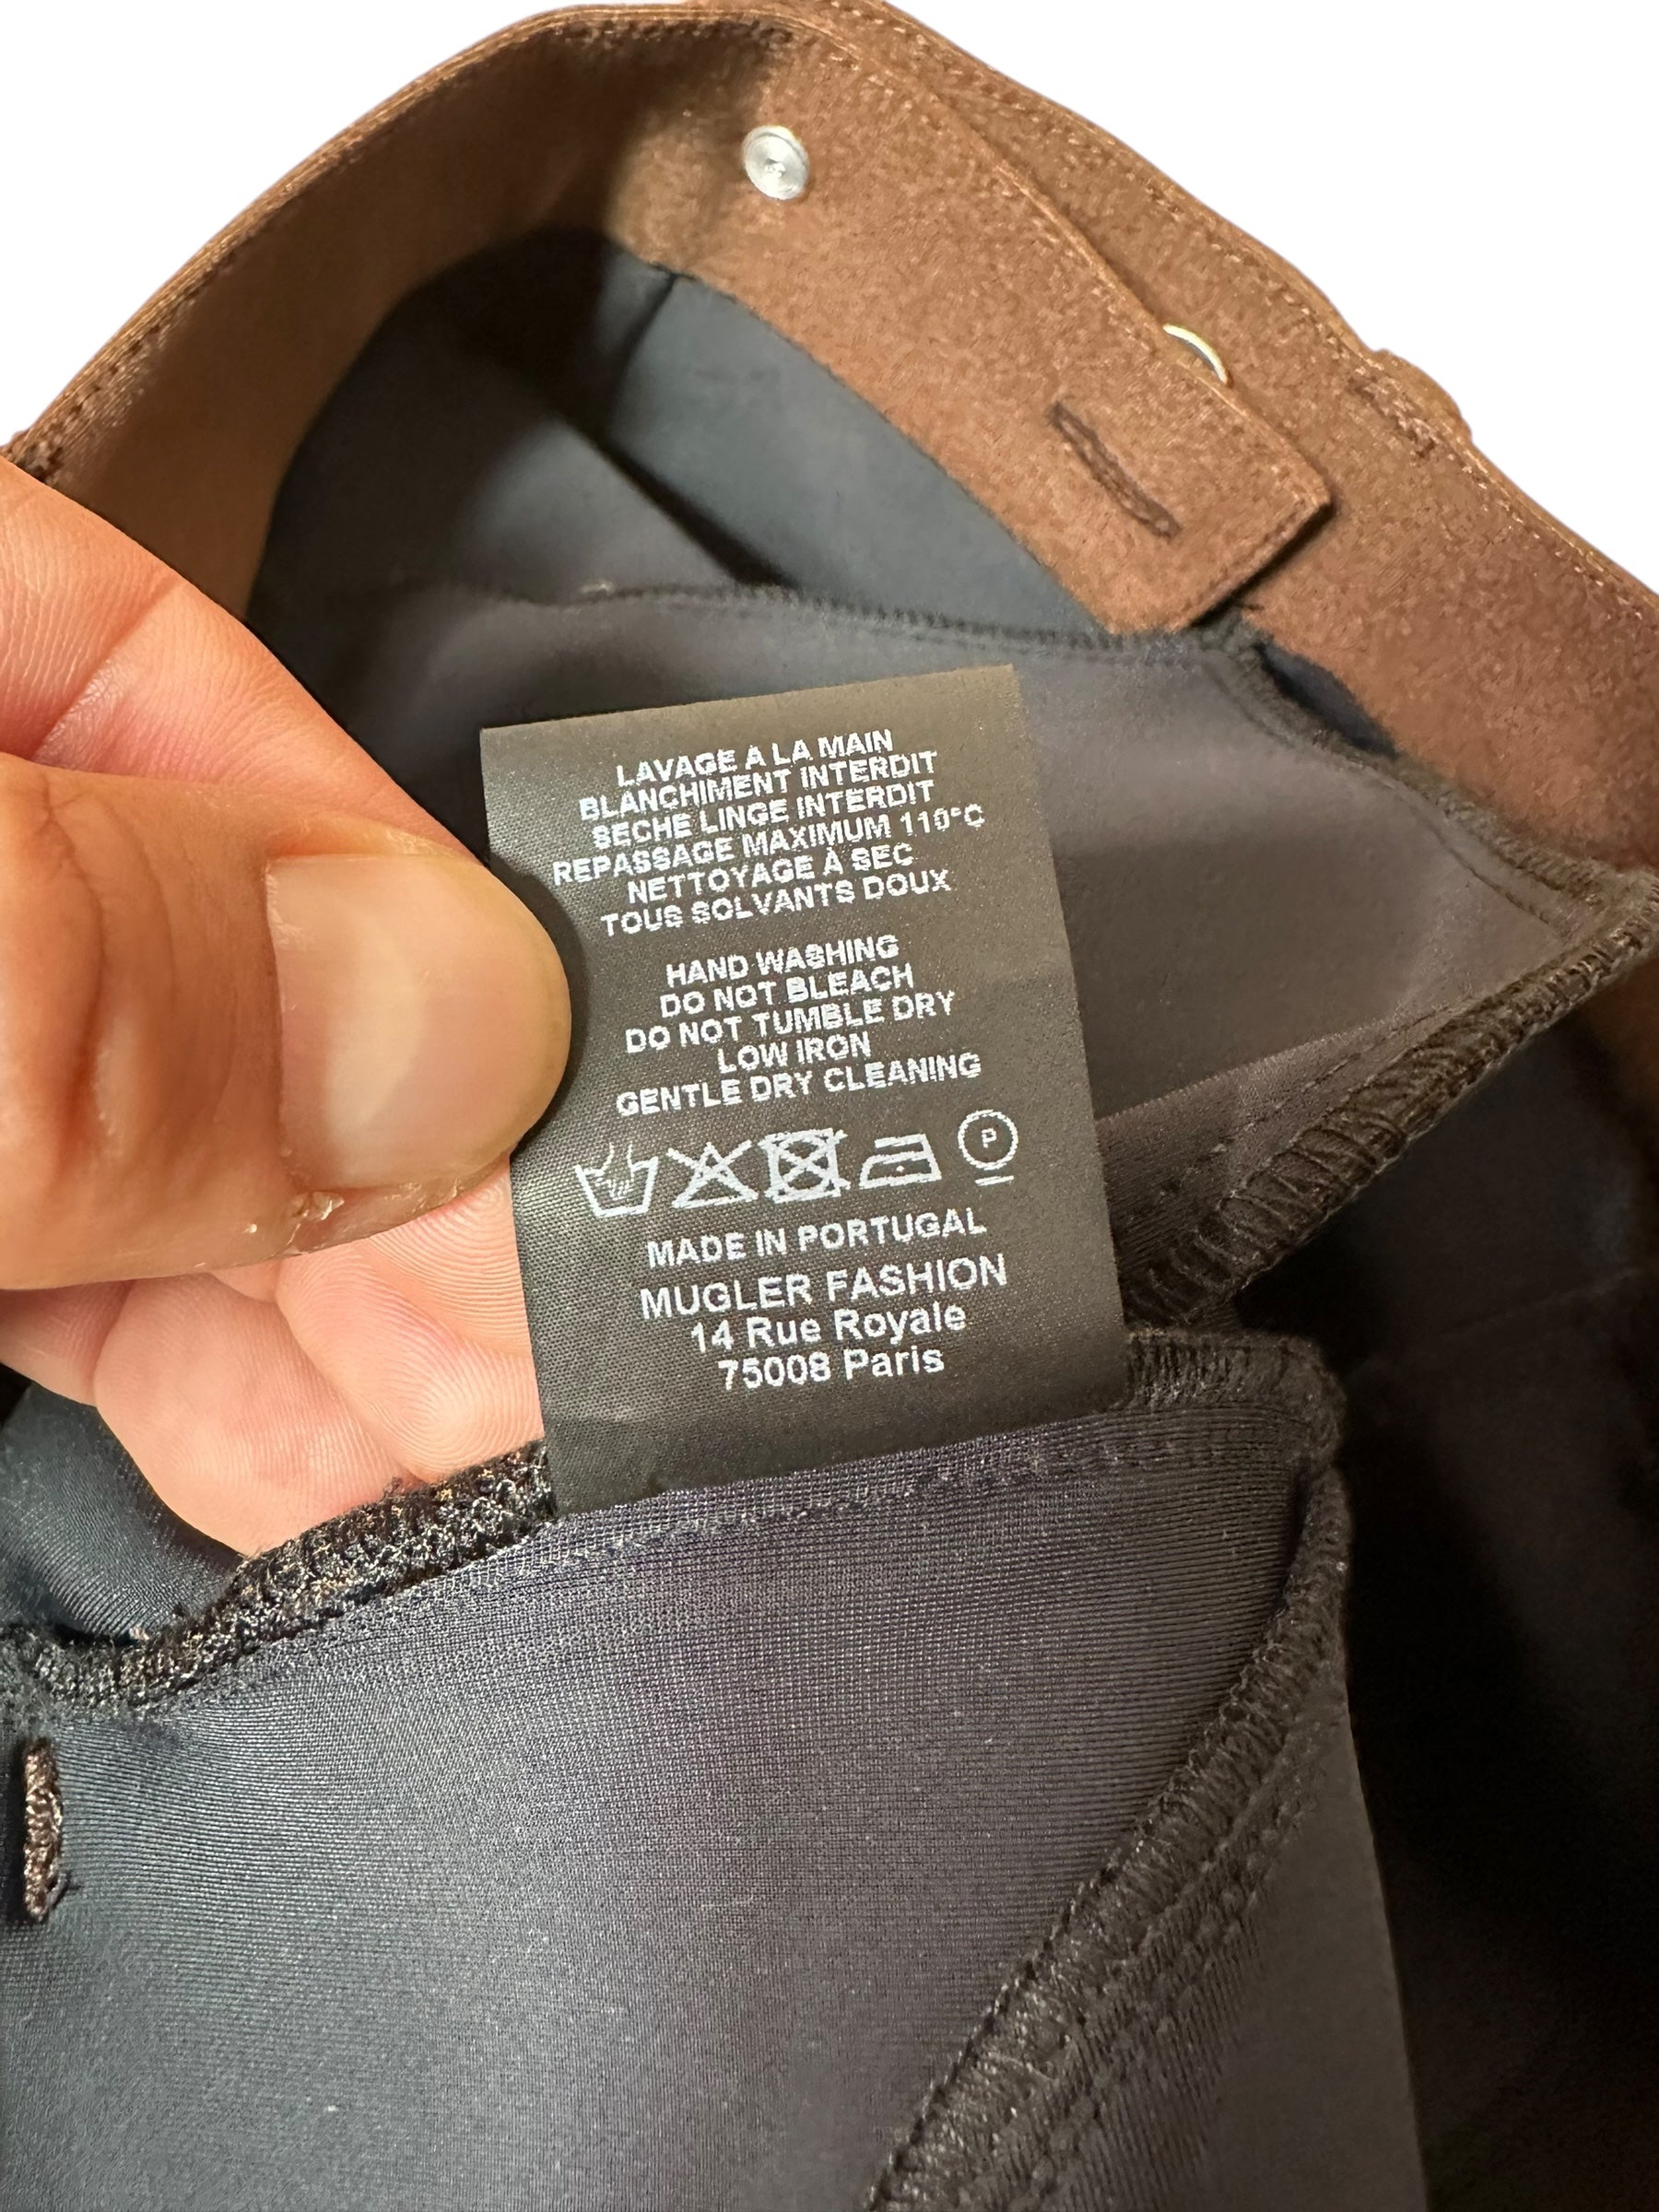 LAVAGE A LA MAIN
BLANCHIMENT INTERDIT
SECHE LINGE INTERDIT
REPASSAGE MAXIMUM 110°C
NETTOYAGE À SEC
TOUS SOLVANTS DOUX
HAND WASHING
DO NOT BLEACH
DO NOT TUMBLE DRY
LOW IRON
GENTLE DRY CLEANING
P
MADE IN PORTUGAL
MUGLER FASHION
14 Rue Royale
75008 Paris